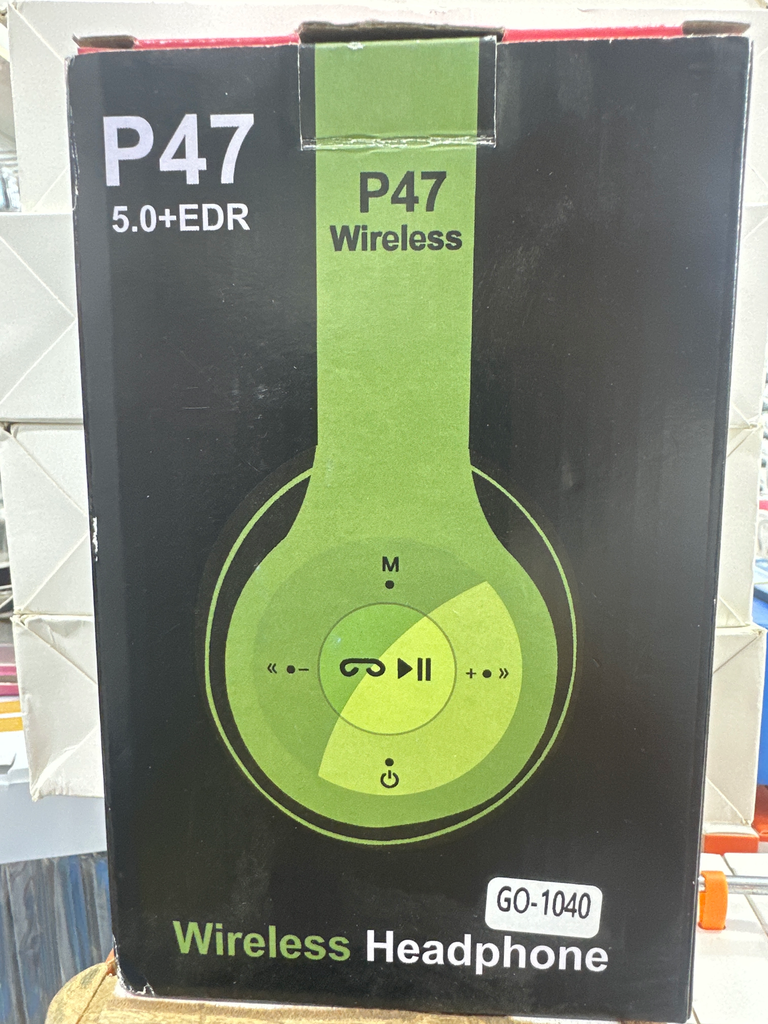 P47
5.0+EDR
P47
Wireless
M
« •– +• »
GO-1040
Wireless Headphone